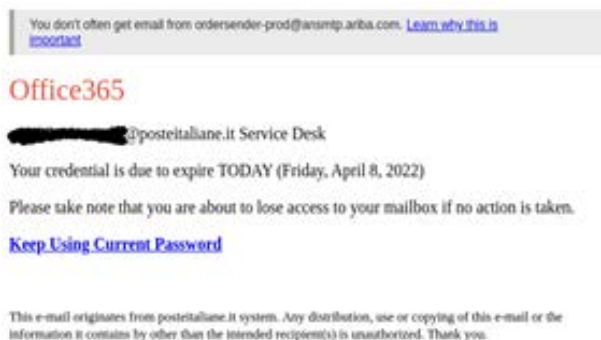 You don't often get email from ordersender-prod@ansmtp.ariba.com. Learn why this is
important
Office365
@posteitaliane.it Service Desk
Your credential is due to expire TODAY (Friday, April 8, 2022)
Please take note that you are about to lose access to your mailbox if no action is taken.
Keep Using Current Password
This e-mail originates from posteitaliane.it system. Any distribution, use or copying of this e-mail or the
information it contains by other than the intended recipient(s) is unauthorized. Thank you.